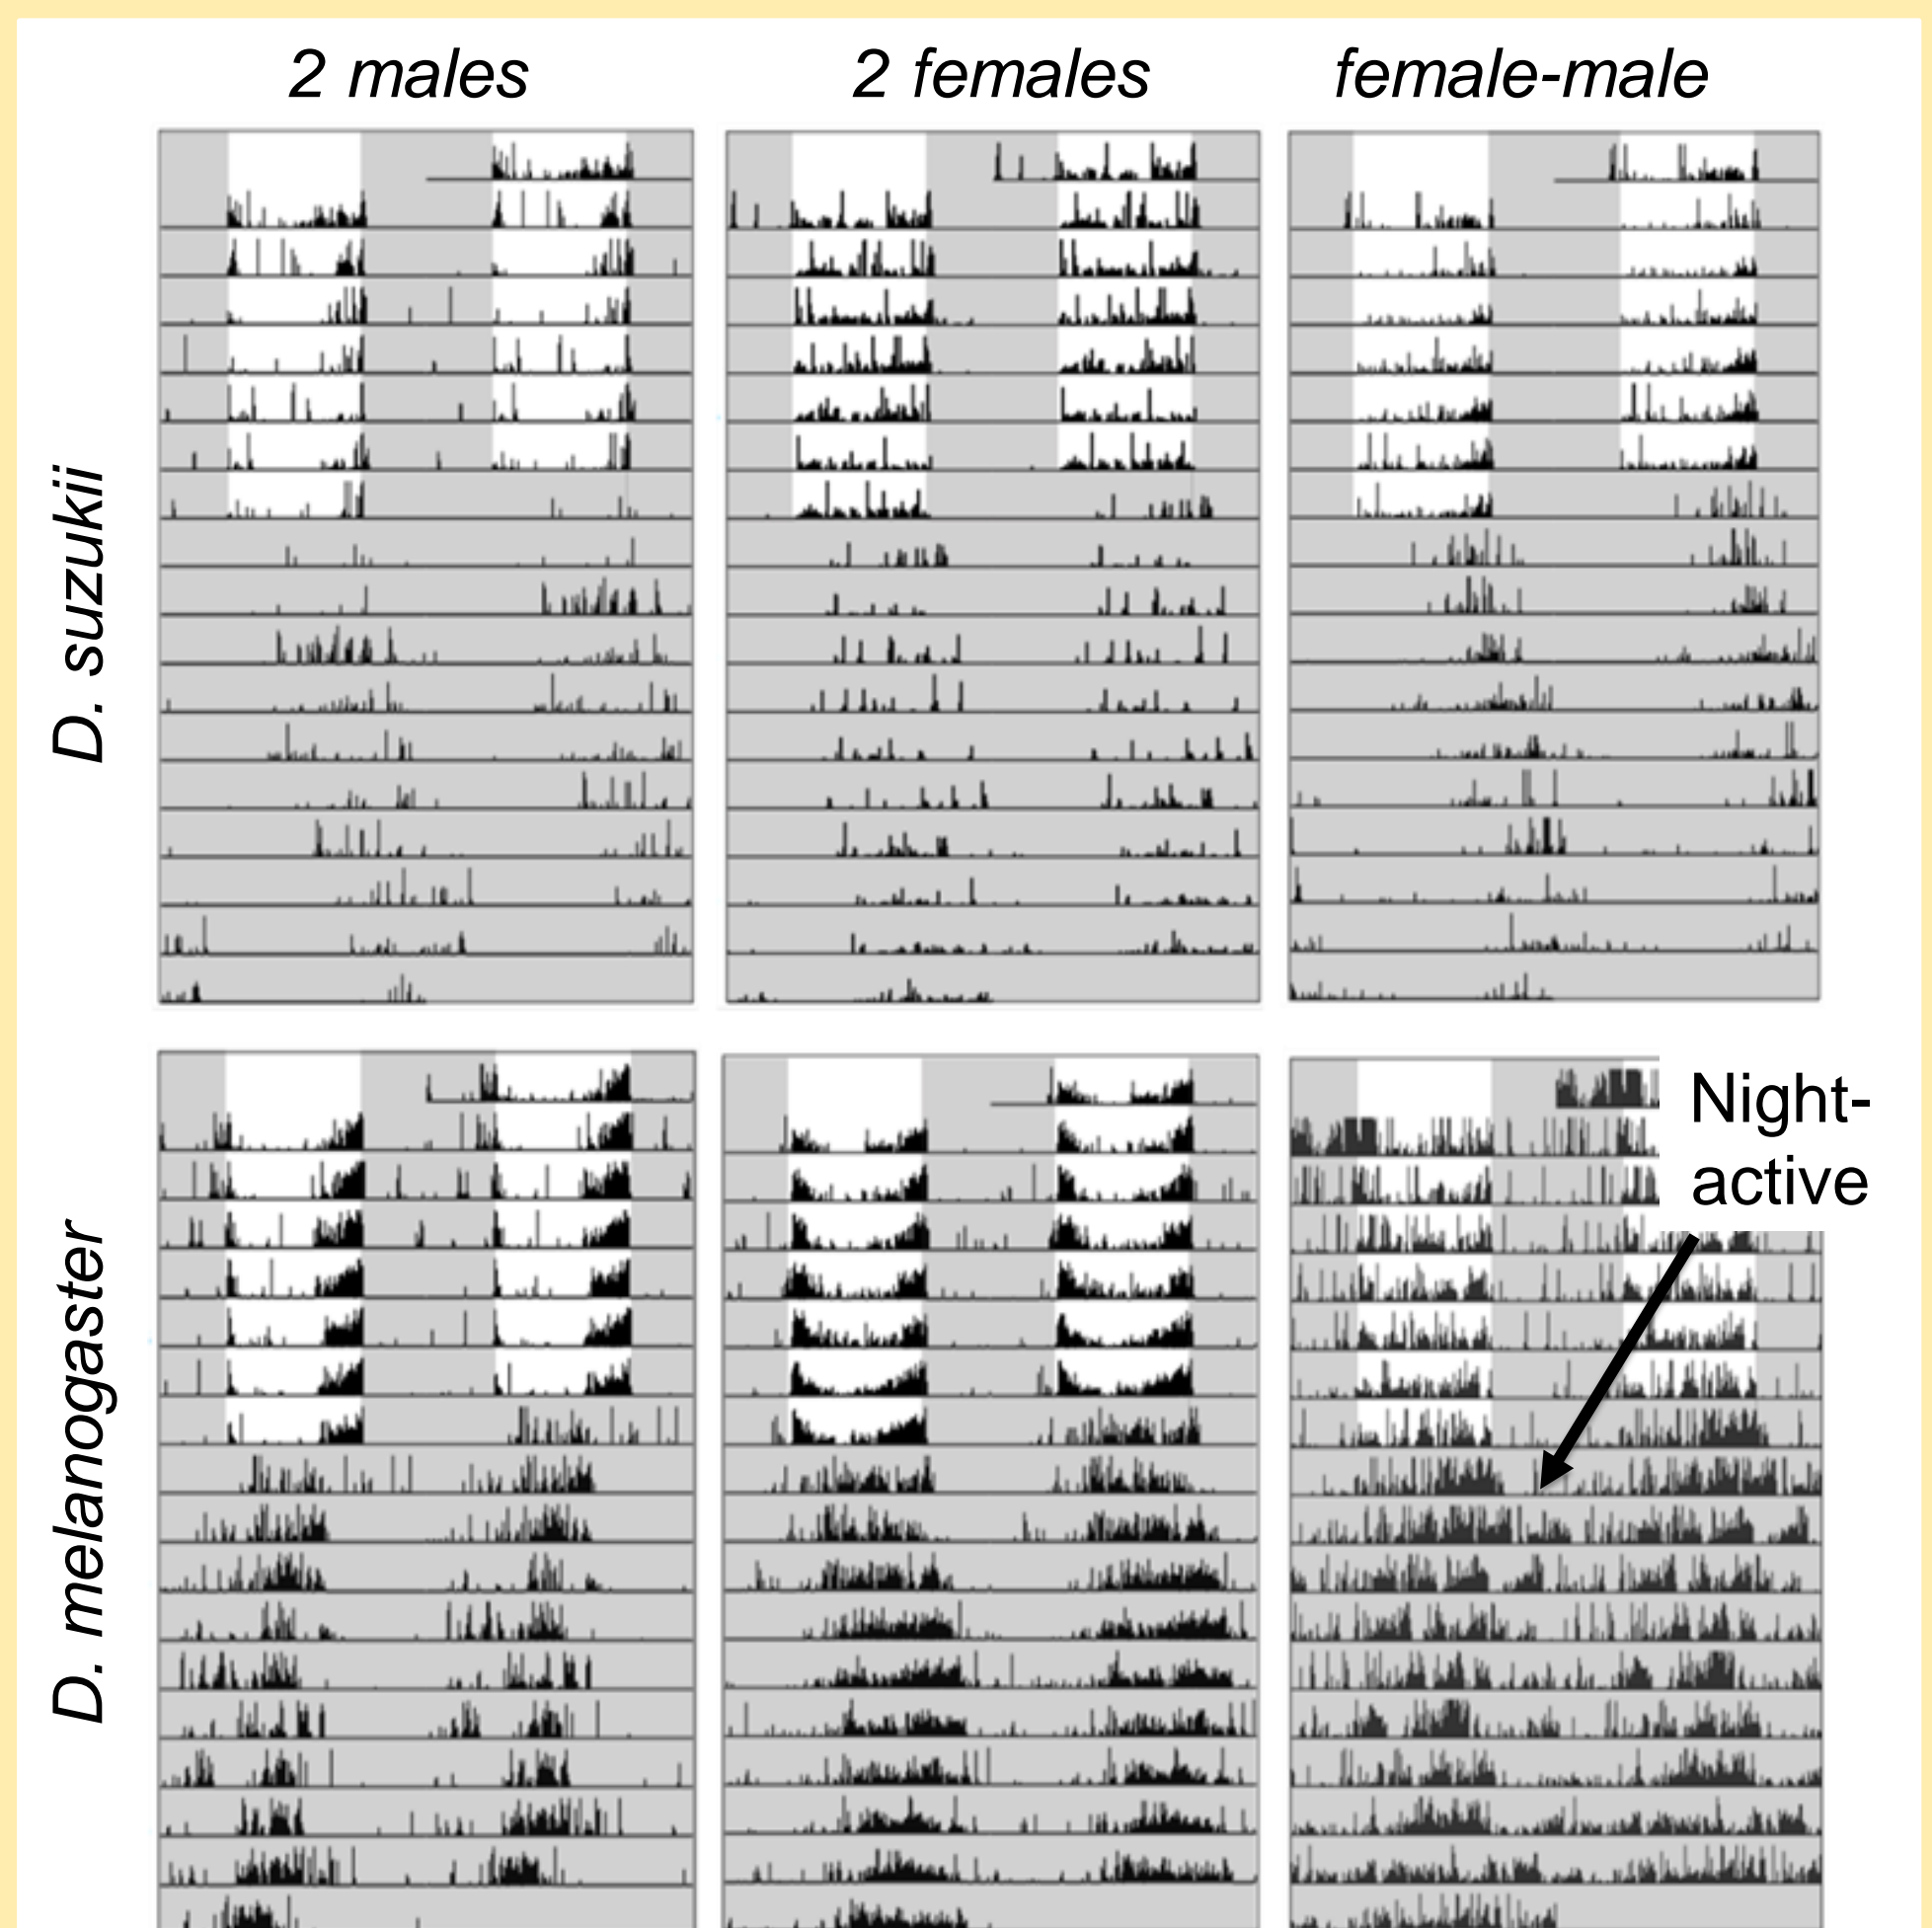 2 males
2 females
female-male
D. suzukii
D. melanogaster
Night-
active